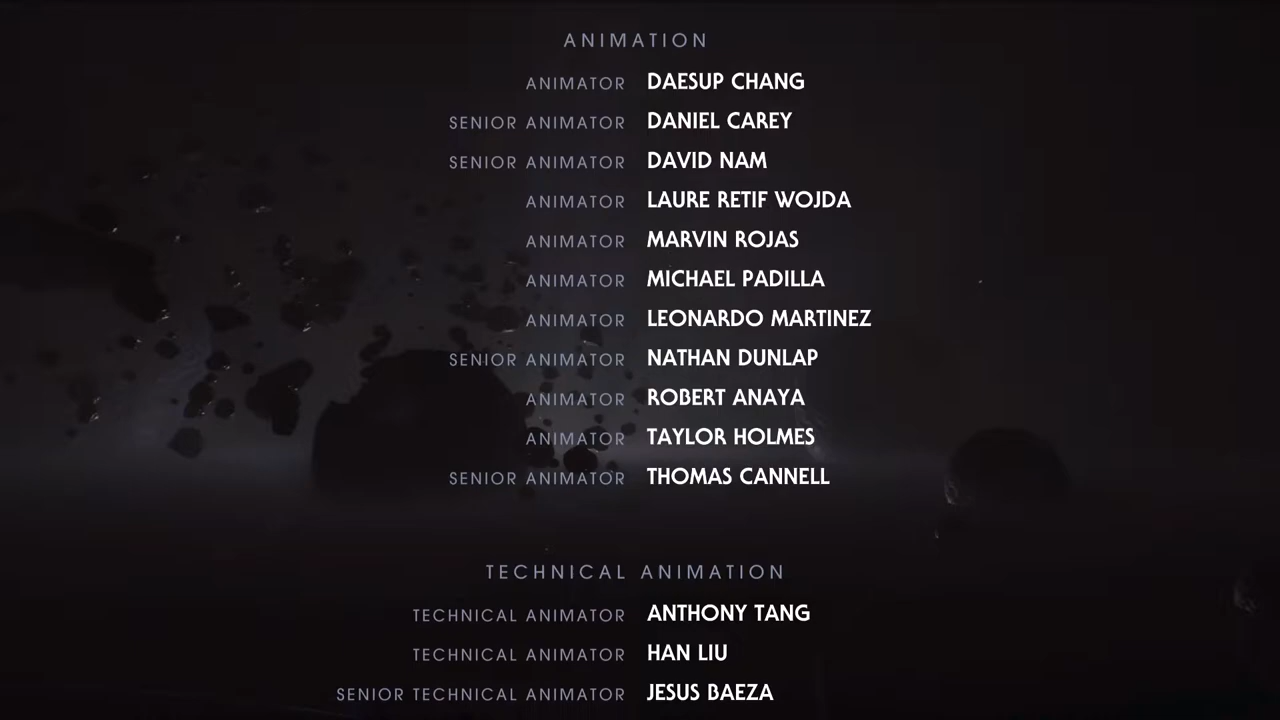 ANIMATION
ANIMATOR DAESUP CHANG
SENIOR ANIMATOR DANIEL CAREY
SENIOR ANIMATOR DAVID NAM
ANIMATOR LAURE RETIF WOJDA
ANIMATOR MARVIN ROJAS
ANIMATOR MICHAEL PADILLA
ANIMATOR LEONARDO MARTINEZ
SENIOR ANIMATOR NATHAN DUNLAP
ANIMATOR ROBERT ANAYA
ANIMATOR TAYLOR HOLMES
SENIOR ANIMATOR THOMAS CANNELL
TECHNICAL ANIMATION
TECHNICAL ANIMATOR ANTHONY TANG
TECHNICAL ANIMATOR HAN LIU
SENIOR TECHNICAL ANIMATOR JESUS BAEZA